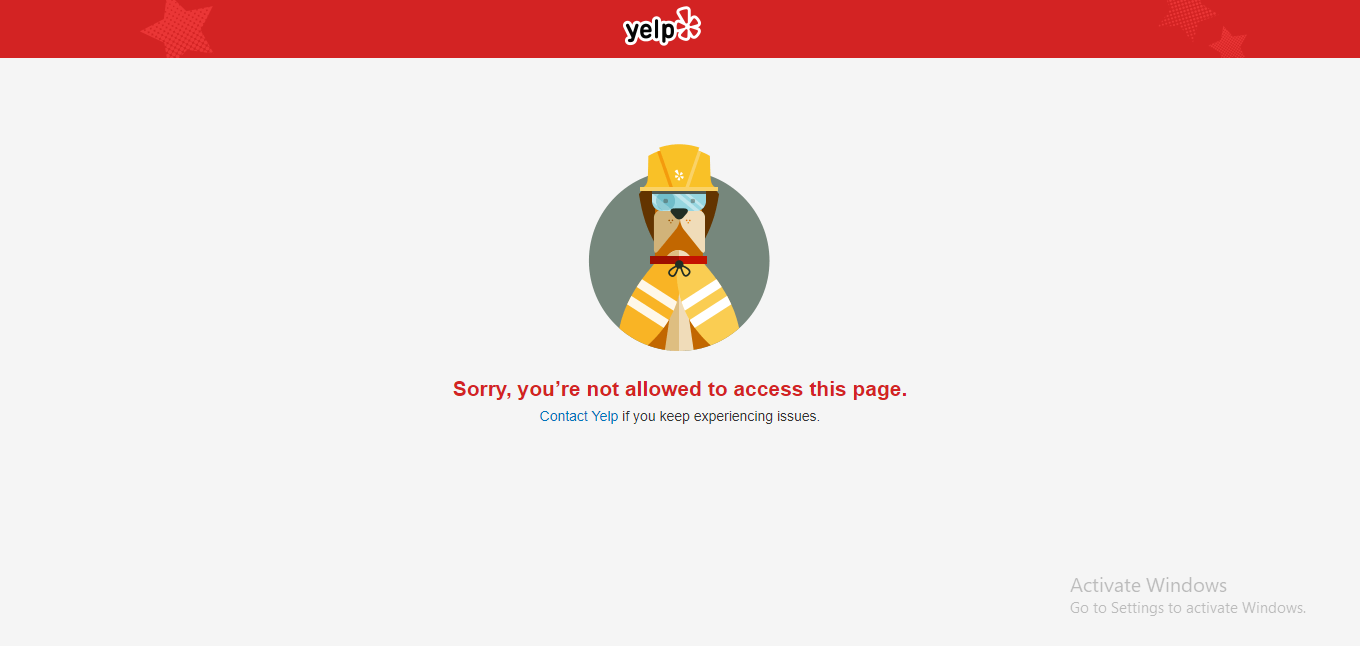 yelp
Sorry, you’re not allowed to access this page.
Contact Yelp if you keep experiencing issues.
Activate Windows
Go to Settings to activate Windows.